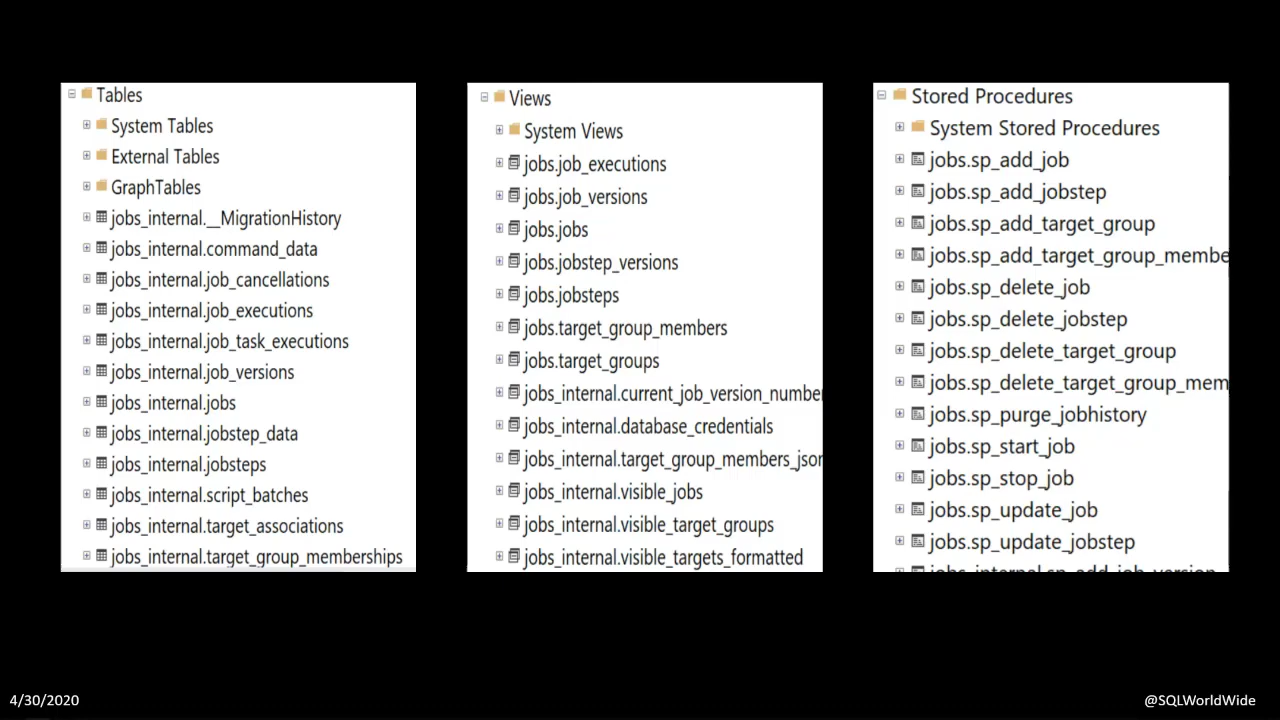 Tables
System Tables
External Tables
GraphTables
jobs_internal.__MigrationHistory
jobs_internal.command_data
jobs_internal.job_cancellations
jobs_internal.job_executions
jobs_internal.job_task_executions
jobs_internal.job_versions
jobs_internal.jobs
jobs_internal.jobstep_data
jobs_internal.jobsteps
jobs_internal.script_batches
jobs_internal.target_associations
jobs_internal.target_group_memberships
Views
System Views
jobs.job_executions
jobs.job_versions
jobs.jobs
jobs.jobstep_versions
jobs.jobsteps
jobs.target_group_members
jobs.target_groups
jobs_internal.current_job_version_number
jobs_internal.database_credentials
jobs_internal.target_group_members_json
jobs_internal.visible_jobs
jobs_internal.visible_target_groups
jobs_internal.visible_targets_formatted
Stored Procedures
System Stored Procedures
jobs.sp_add_job
jobs.sp_add_jobstep
jobs.sp_add_target_group
jobs.sp_add_target_group_membe
jobs.sp_delete_job
jobs.sp_delete_jobstep
jobs.sp_delete_target_group
jobs.sp_delete_target_group_mem
jobs.sp_purge_jobhistory
jobs.sp_start_job
jobs.sp_stop_job
jobs.sp_update_job
jobs.sp_update_jobstep
jobs_internal.sp_add_job_version
4/30/2020
@SQLWorldWide